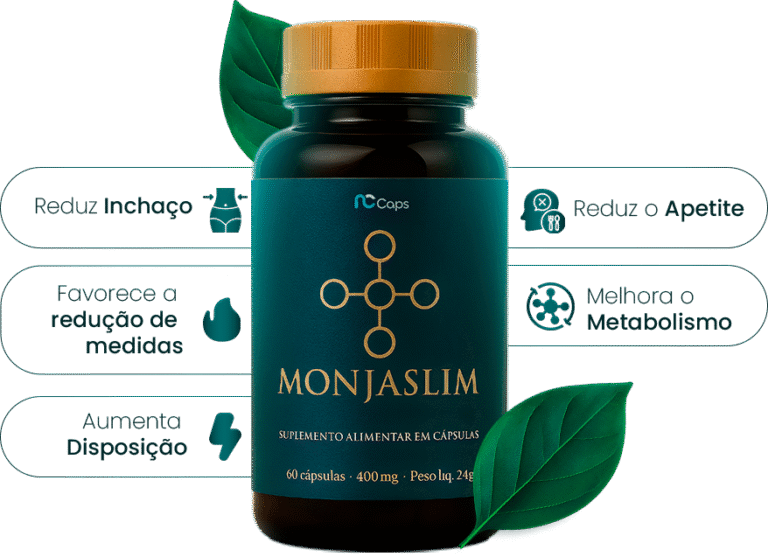 Reduz Inchaço
Favorece a
redução de
medidas
Aumenta
Disposição
NC Caps
MONJASLIM
SUPLEMENTO ALIMENTAR EM CÁPSULAS
60 cápsulas · 400 mg · Peso líq. 24g
Reduz o Apetite
Melhora o
Metabolismo